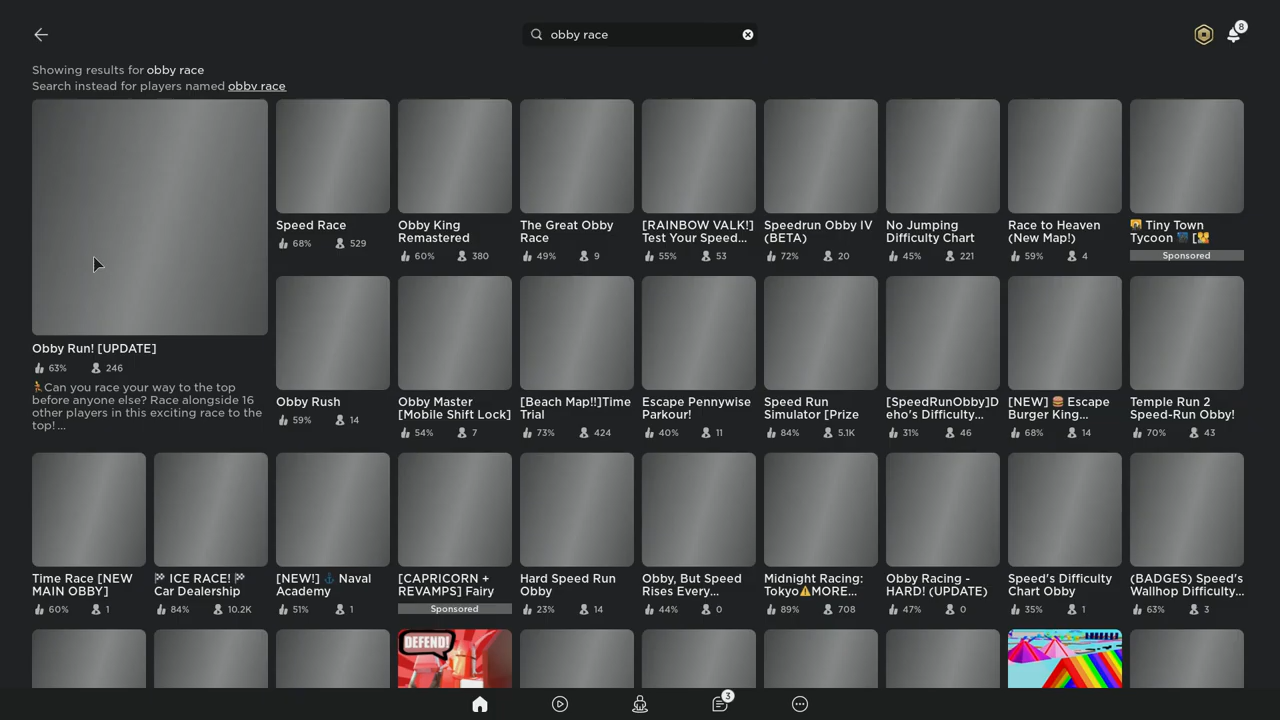 obby race
8
Showing results for obby race
Search instead for players named obby race
Obby Run! [UPDATE]
63% 246
Can you race your way to the top
before anyone else? Race alongside 16
other players in this exciting race to the
top! ...
Speed Race
68% 529
Obby King
Remastered
60% 380
The Great Obby
Race
49% 9
[RAINBOW VALK!]
Test Your Speed...
55% 53
Speedrun Obby IV
(BETA)
72% 20
No Jumping
Difficulty Chart
45% 221
Race to Heaven
(New Map!)
59% 4
Tiny Town
Tycoon [
Sponsored
Obby Rush
59% 14
Obby Master
[Mobile Shift Lock]
54% 7
[Beach Map!!]Time
Trial
73% 424
Escape Pennywise
Parkour!
40% 11
Speed Run
Simulator [Prize
84% 5.1K
[SpeedRunObby]D
eho's Difficulty...
31% 46
[NEW] Escape
Burger King...
68% 14
Temple Run 2
Speed-Run Obby!
70% 43
Time Race [NEW
MAIN OBBY]
60% 1
ICE RACE!
Car Dealership
84% 10.2K
[NEW!] Naval
Academy
51% 1
[CAPRICORN +
REVAMPS] Fairy
Sponsored
Hard Speed Run
Obby
23% 14
Obby, But Speed
Rises Every...
44% 0
Midnight Racing:
Tokyo⚠MORE...
89% 708
Obby Racing -
HARD! (UPDATE)
47% 0
Speed's Difficulty
Chart Obby
35% 1
(BADGES) Speed's
Wallhop Difficulty...
63% 3
DEFEND!
3